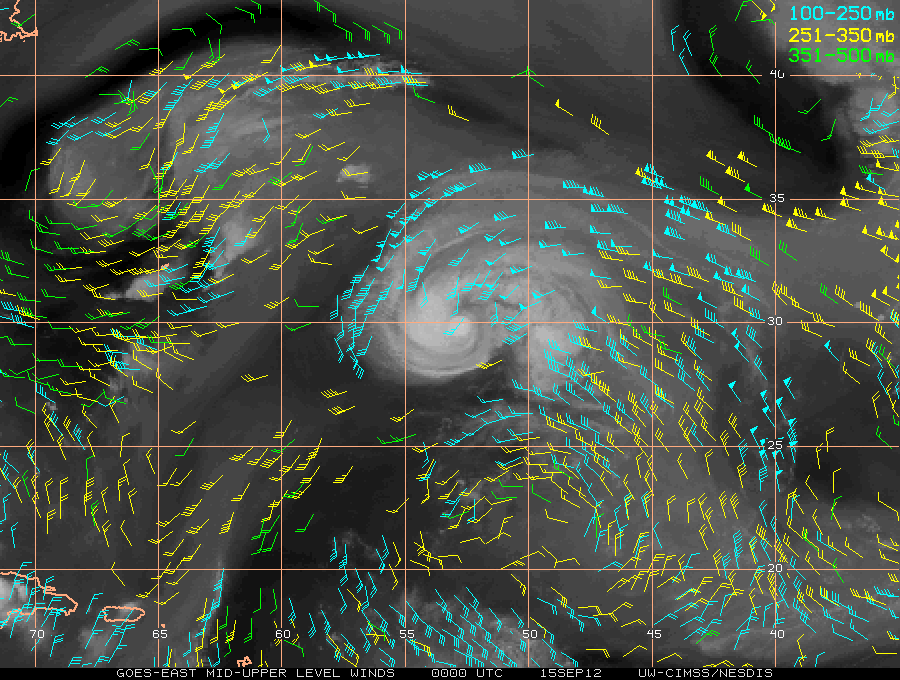 100-250mb
251-350mb
351-500mb
40
35
30
25
20
70 65 60 55 50 45 40
GOES-EAST MID-UPPER LEVEL WINDS 0000 UTC 15SEP12 UW-CIMSS/NESDIS